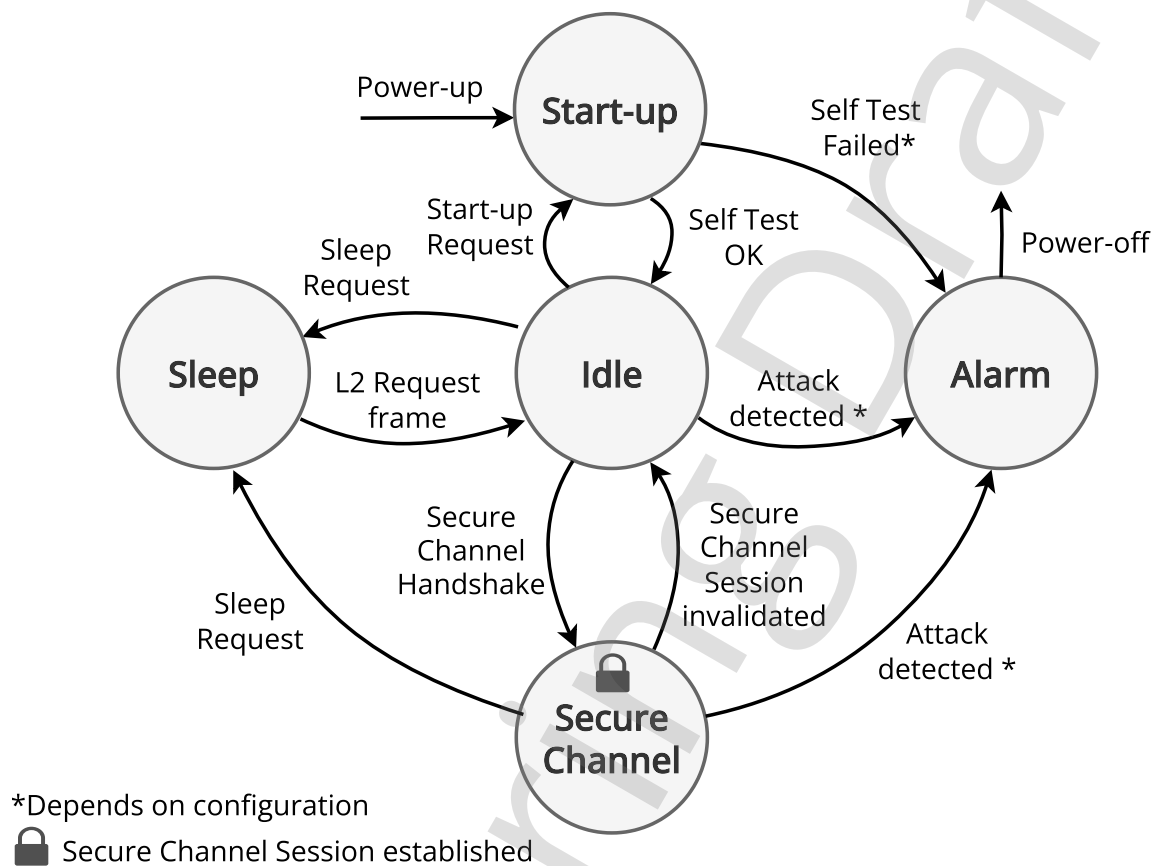 Power-up
Start-up
Self Test
Failed*
Start-up
Request
Self Test
OK
Power-off
Sleep
Request
Sleep
Idle
Alarm
L2 Request
frame
Attack
detected *
Secure
Channel
Handshake
Secure
Channel
Session
invalidated
Sleep
Request
Attack
detected *
Secure
Channel
*Depends on configuration
Secure Channel Session established